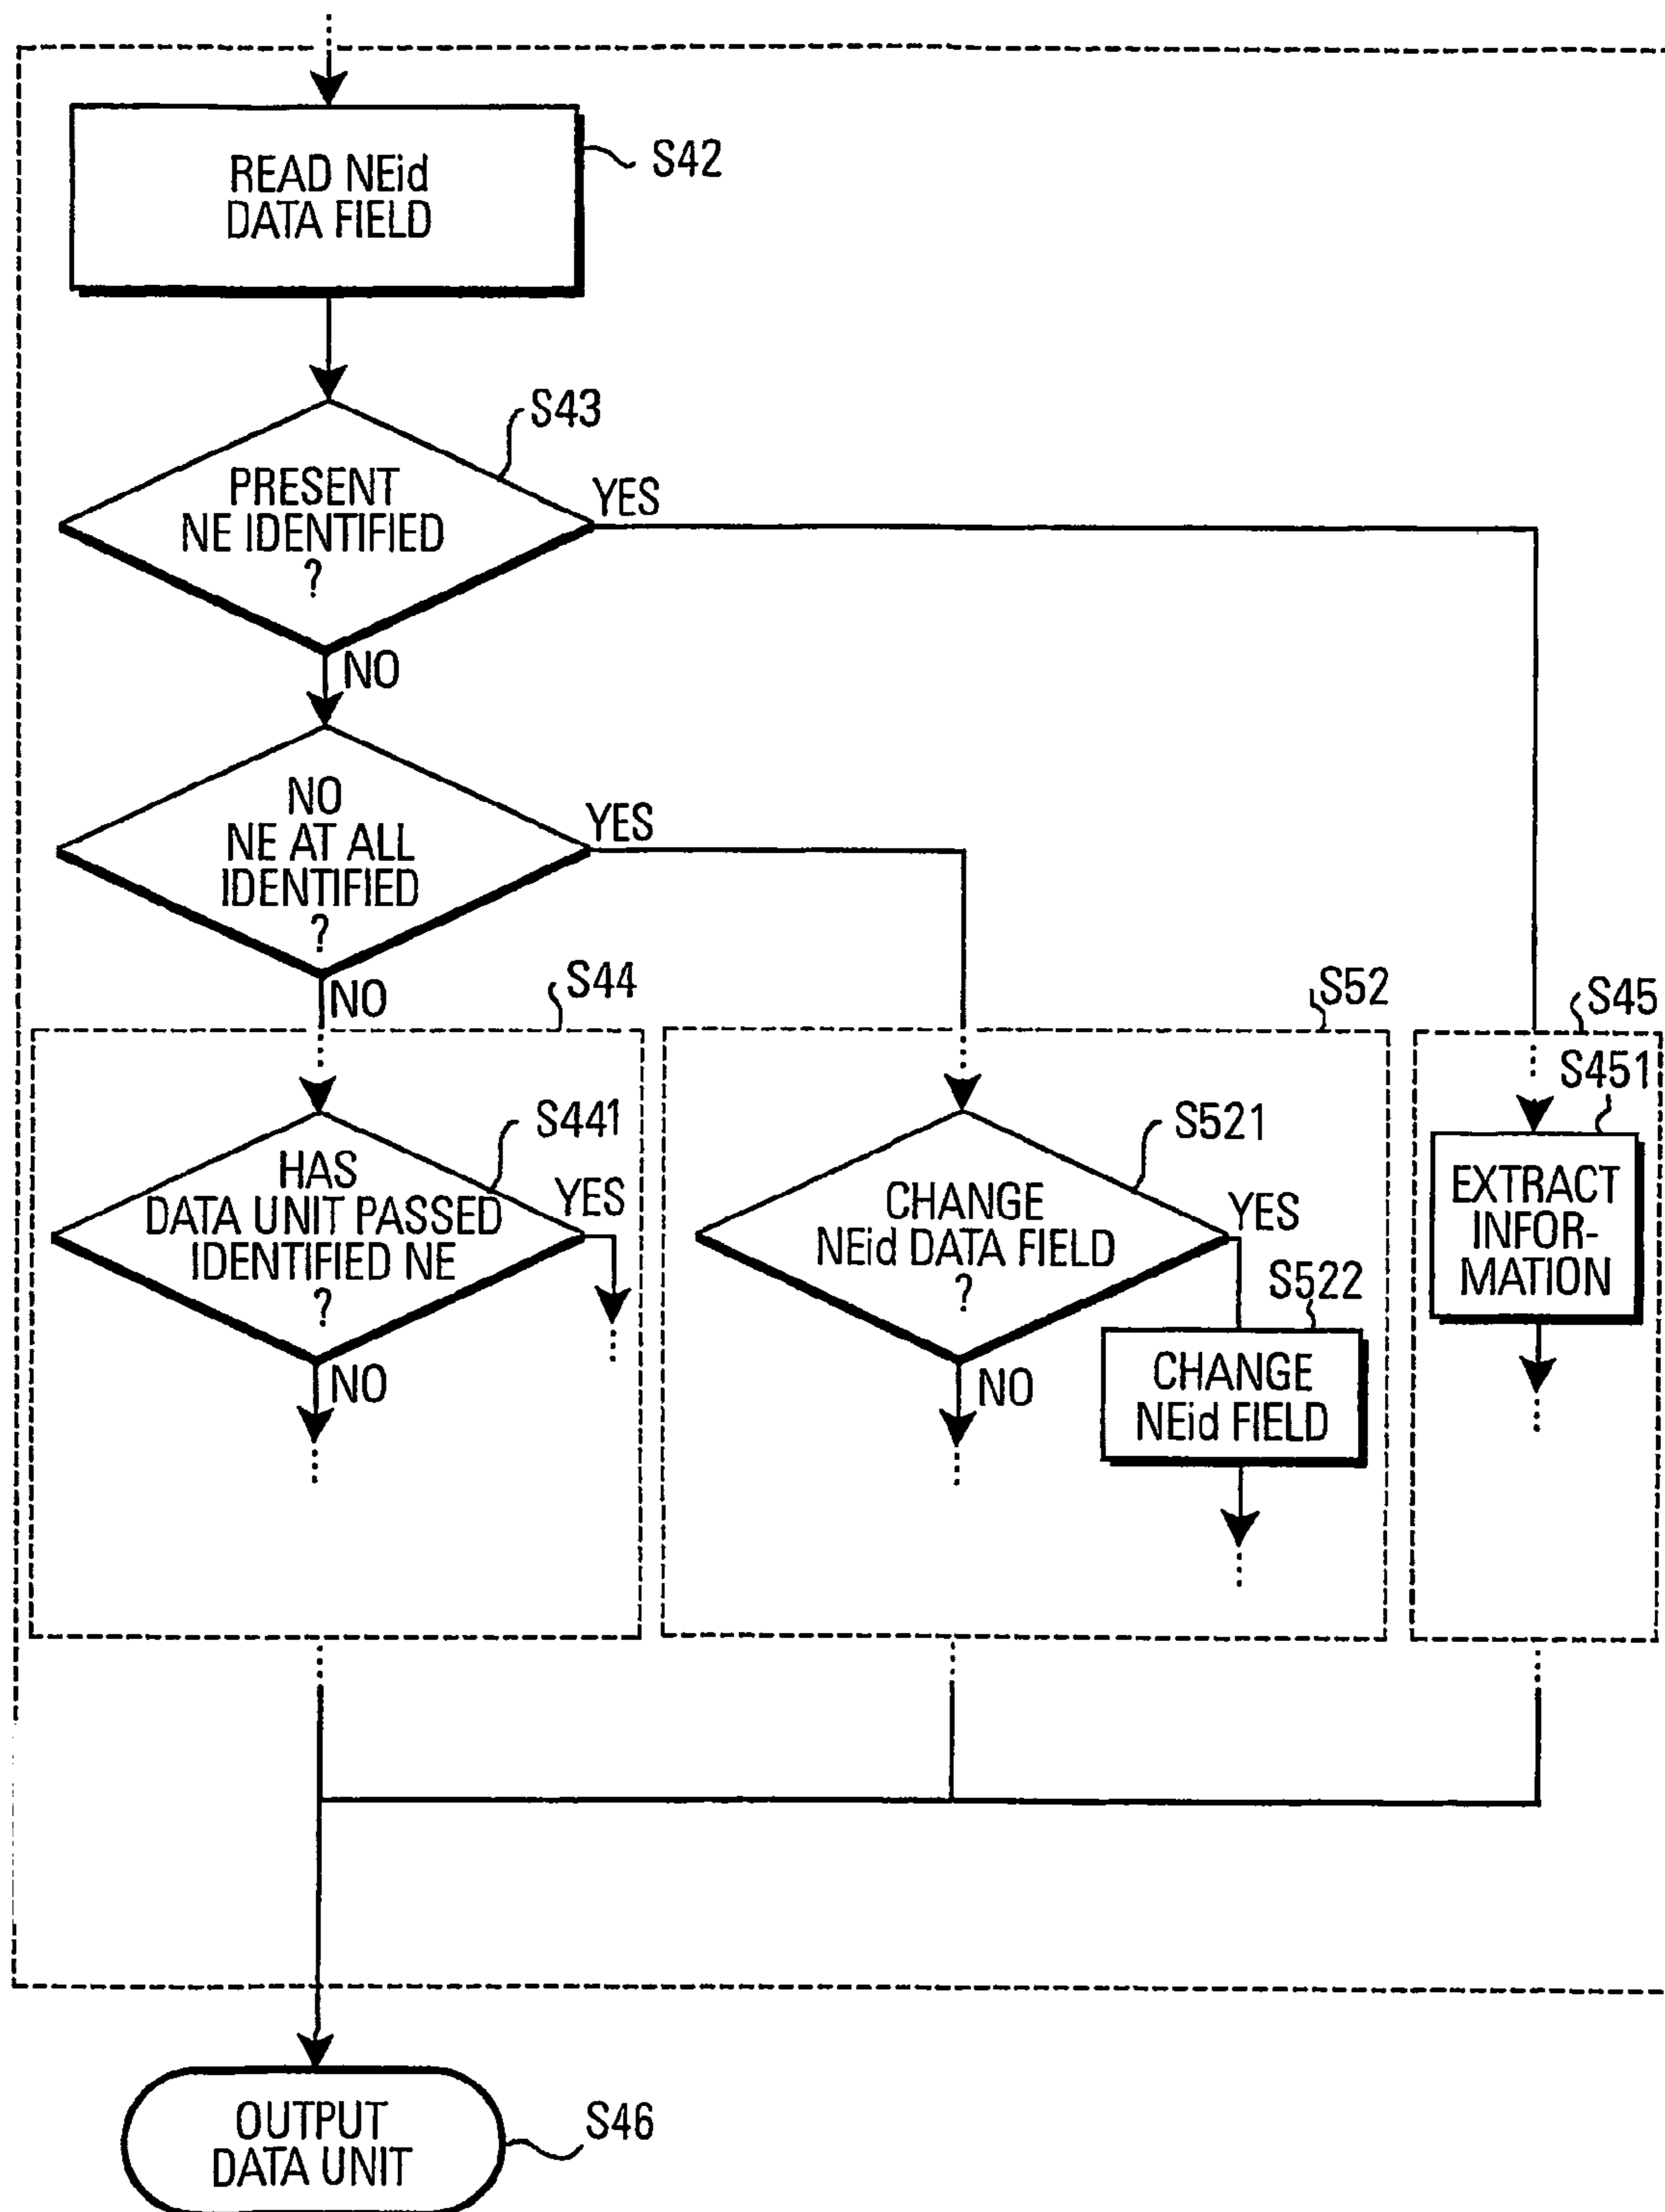 READ NEid
DATA FIELD
S42
S43
PRESENT
NE IDENTIFIED
?
YES
NO
NO
NE AT ALL
IDENTIFIED
?
YES
NO
S44
S52
S45
S441
HAS
DATA UNIT PASSED
IDENTIFIED NE
?
YES
NO
S521
CHANGE
NEid DATA FIELD
?
YES
NO
S522
CHANGE
NEid FIELD
S451
EXTRACT
INFOR-
MATION
OUTPUT
DATA UNIT
S46